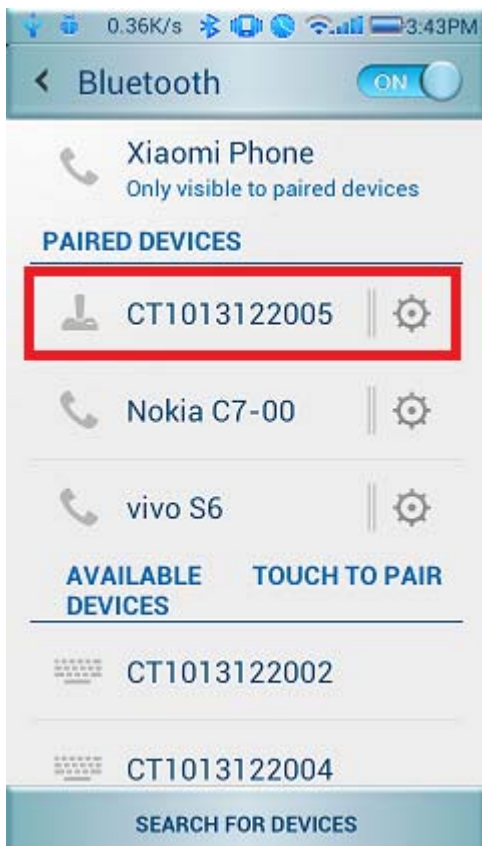 0.36K/s 3:43PM
Bluetooth ON
Xiaomi Phone
Only visible to paired devices
PAIRED DEVICES
CT1013122005
Nokia C7-00
vivo S6
AVAILABLE DEVICES TOUCH TO PAIR
CT1013122002
CT1013122004
SEARCH FOR DEVICES